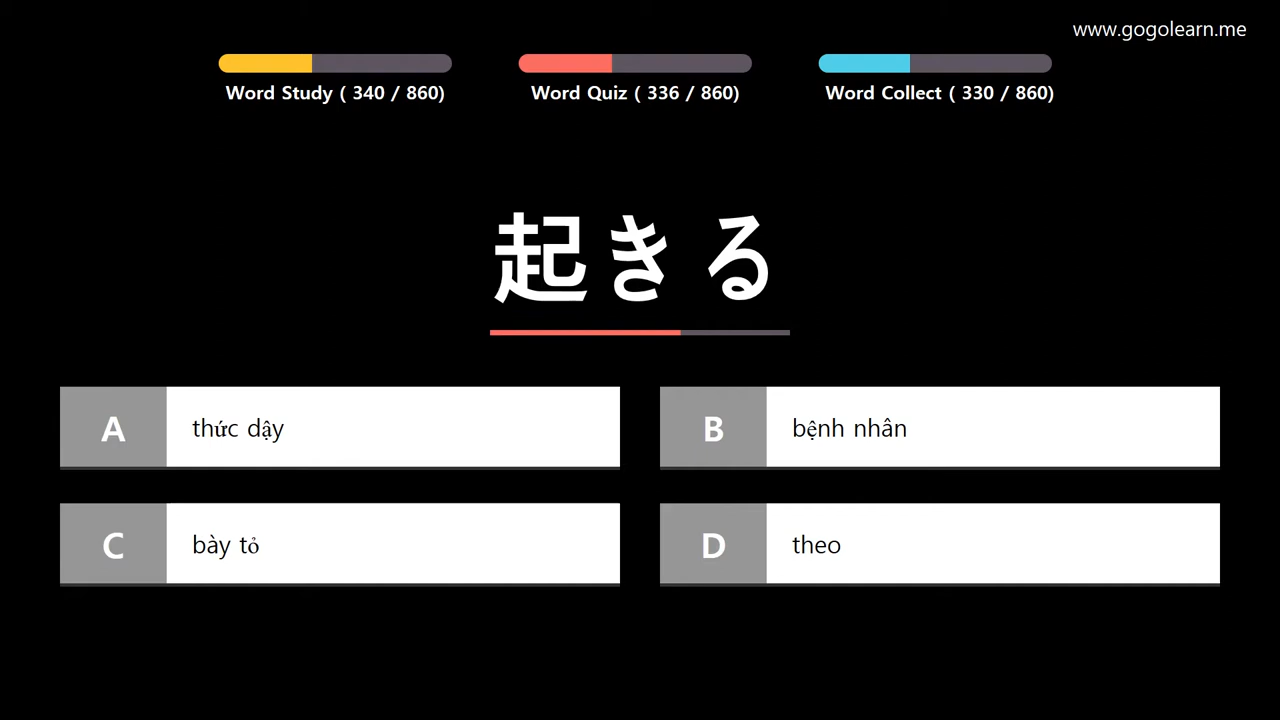 www.gogolearn.me
Word Study ( 340 / 860)
Word Quiz ( 336 / 860)
Word Collect ( 330 / 860)
起きる
A
thức dậy
B
bệnh nhân
C
bày tỏ
D
theo